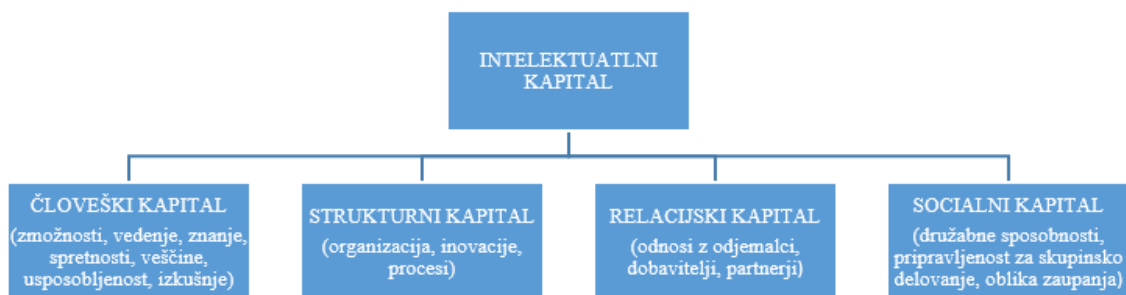 INTELEKTUATLNI
KAPITAL
ČLOVEŠKI KAPITAL
(zmožnosti, vedenje, znanje,
spretnosti, veščine,
usposobljenost, izkušnje)
STRUKTURNI KAPITAL
(organizacija, inovacije,
procesi)
RELACIJSKI KAPITAL
(odnosi z odjemalci,
dobavitelji, partnerji)
SOCIALNI KAPITAL
(družabne sposobnosti,
pripravljenost za skupinsko
delovanje, oblika zaupanja)